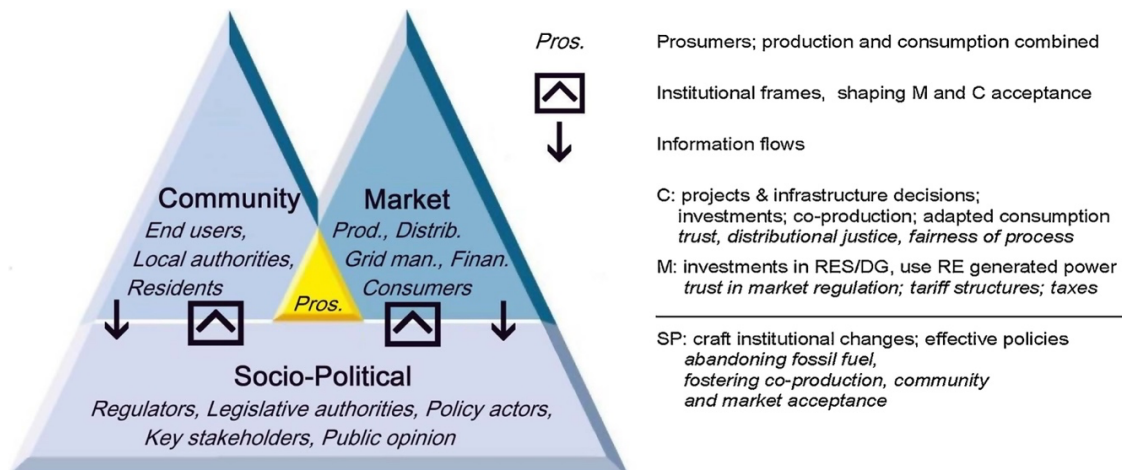 Community
End users,
Local authorities,
Residents
Market
Prod., Distrib.
Grid man., Finan.
Consumers
Pros.
Socio-Political
Regulators, Legislative authorities, Policy actors,
Key stakeholders, Public opinion
Pros.
Prosumers; production and consumption combined
Institutional frames, shaping M and C acceptance
Information flows
C: projects & infrastructure decisions;
investments; co-production; adapted consumption
trust, distributional justice, fairness of process
M: investments in RES/DG, use RE generated power
trust in market regulation; tariff structures; taxes
SP: craft institutional changes; effective policies
abandoning fossil fuel,
fostering co-production, community
and market acceptance